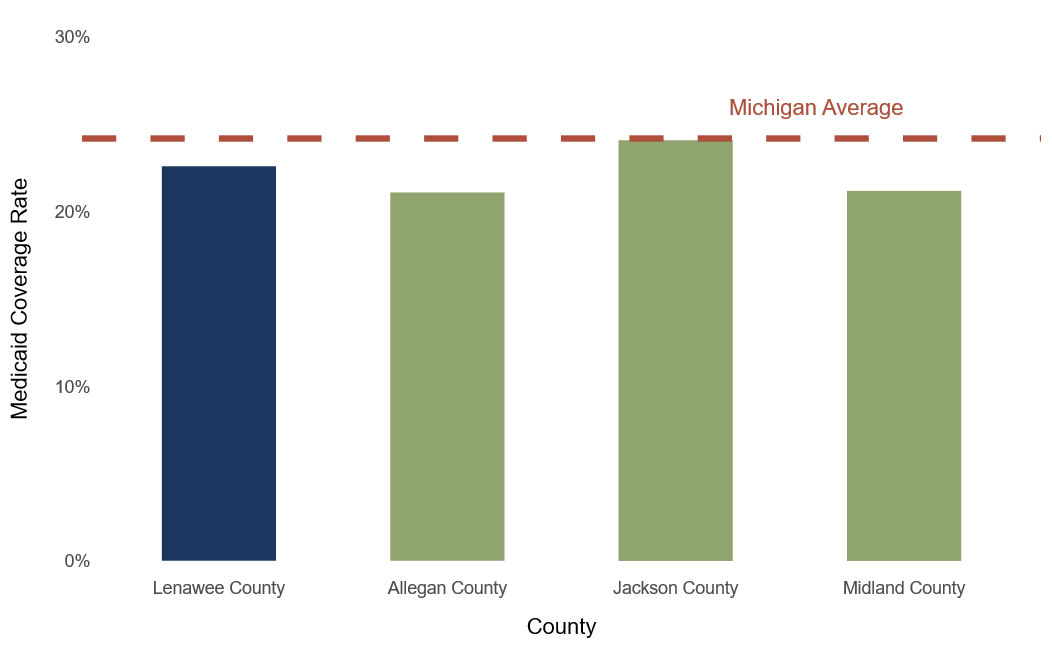 30%
Michigan Average
20%
10%
0%
Medicaid Coverage Rate
Lenawee County
Allegan County
Jackson County
Midland County
County